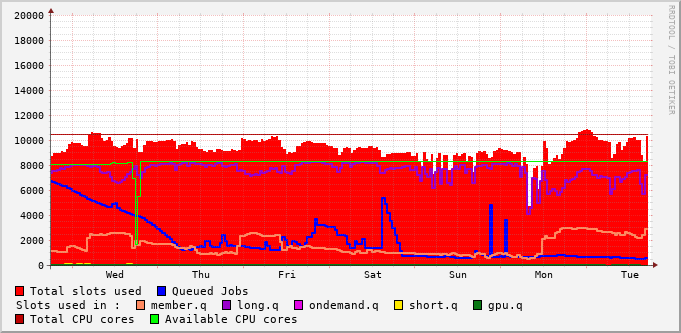 RRDTOOL / TOBI OETIKER
20000
18000
16000
14000
12000
10000
8000
6000
4000
2000
0
Wed Thu Fri Sat Sun Mon Tue
Total slots used Queued Jobs
Slots used in : member.q long.q ondemand.q short.q gpu.q
Total CPU cores Available CPU cores